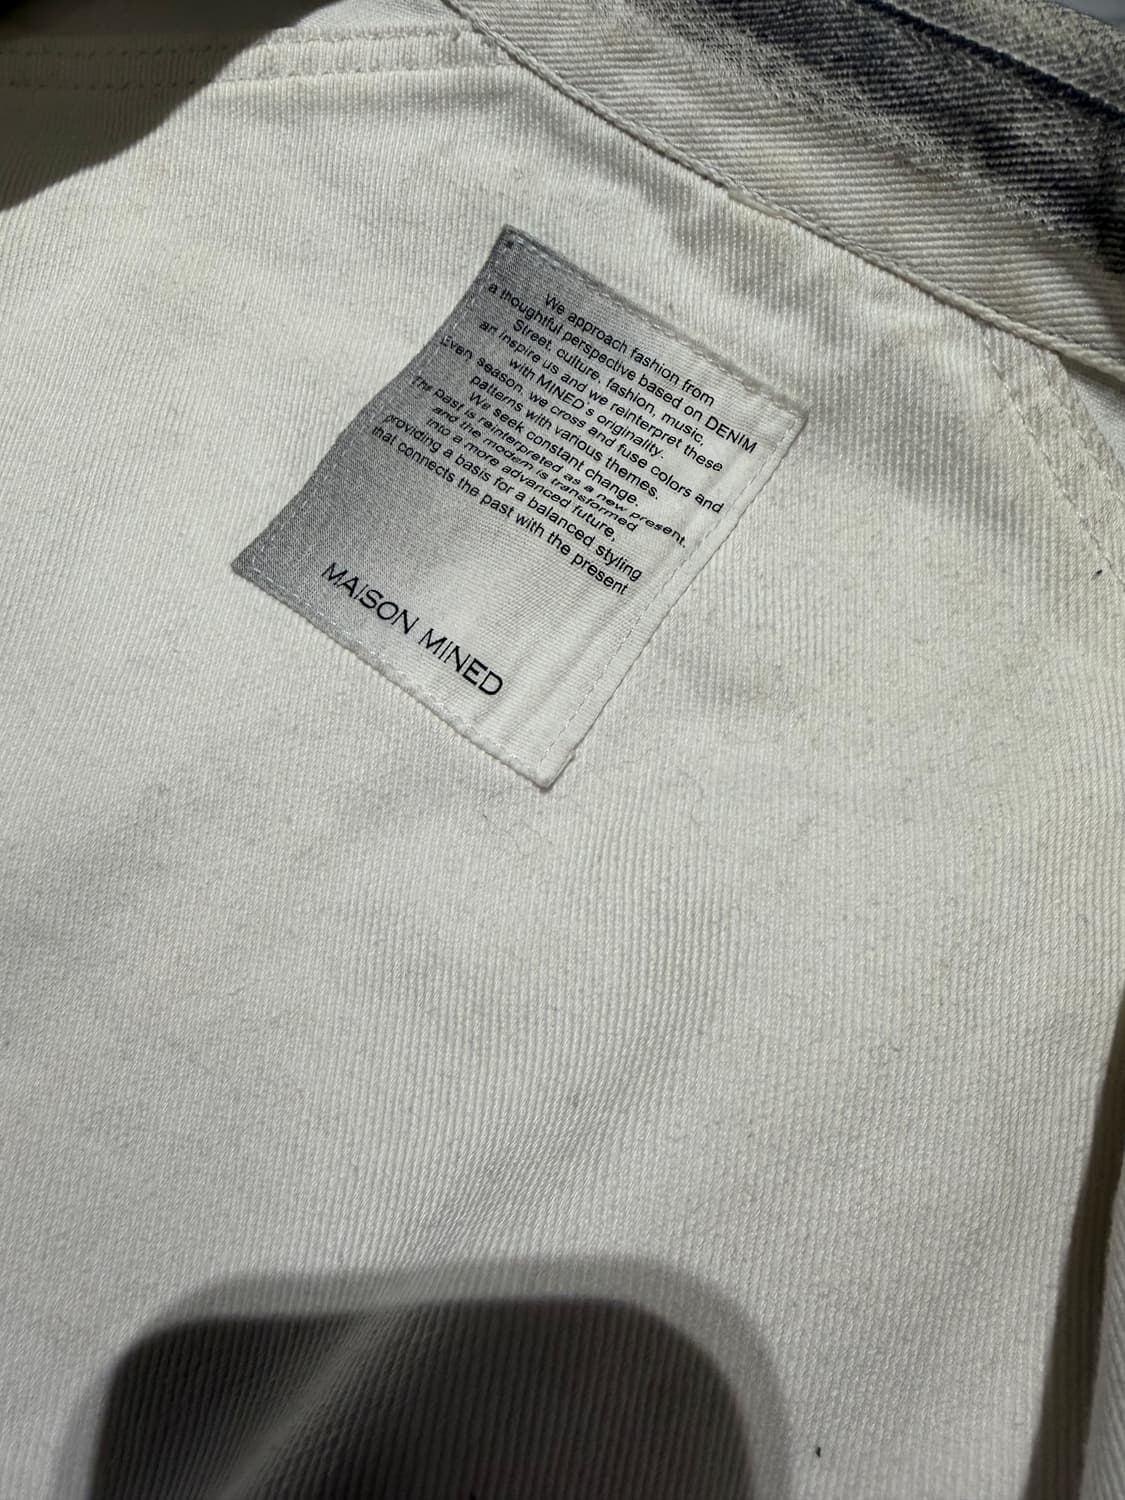 We approach fashion from
a thoughtful perspective based on DENIM
Street, culture, fashion, music,
art inspire us and we reinterpret these
with MINED's originality.
Every season, we cross and fuse colors and
patterns with various themes.
We seek constant change.
The past is reinterpreted as a new present.
and the modern is transformed
into a more advanced future,
providing a basis for a balanced styling
that connects the past with the present
MAISON MINED